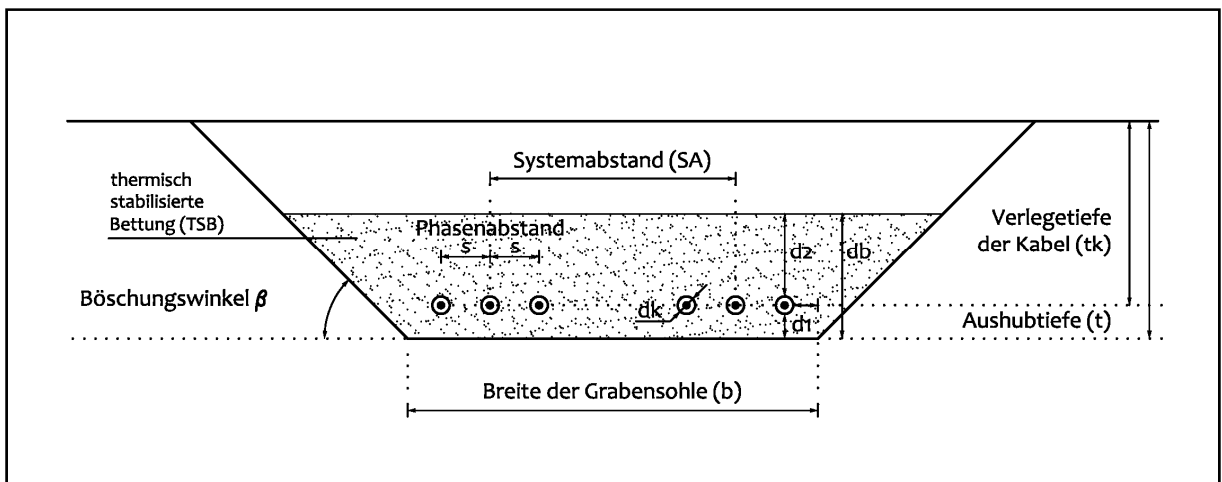 Systemabstand (SA)
thermisch
stabilisierte
Bettung (TSB)
Phasenabstand
s
s
d2
db
Verlegetiefe
der Kabel (tk)
Böschungswinkel β
dk
d1
Aushubtiefe (t)
Breite der Grabensohle (b)